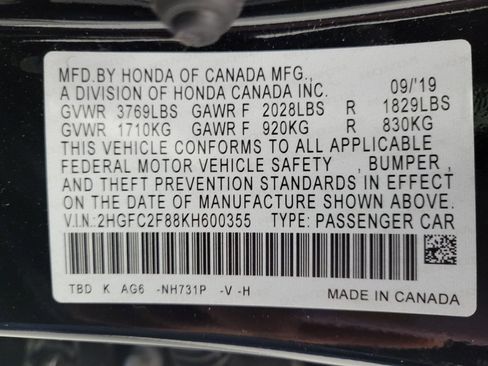 MFD.BY HONDA OF CANADA MFG.,
A DIVISION OF HONDA CANADA INC. 09/'19
GVWR 3769LBS GAWR F 2028LBS R 1829LBS
GVWR 1710KG GAWR F 920KG R 830KG
THIS VEHICLE CONFORMS TO ALL APPLICABLE
FEDERAL MOTOR VEHICLE SAFETY , BUMPER ,
AND THEFT PREVENTION STANDARDS IN EFFECT
ON THE DATE OF MANUFACTURE SHOWN ABOVE.
V.I.N.:2HGFC2F88KH600355 TYPE: PASSENGER CAR
TBD K AG6 -NH731P -V -H
MADE IN CANADA